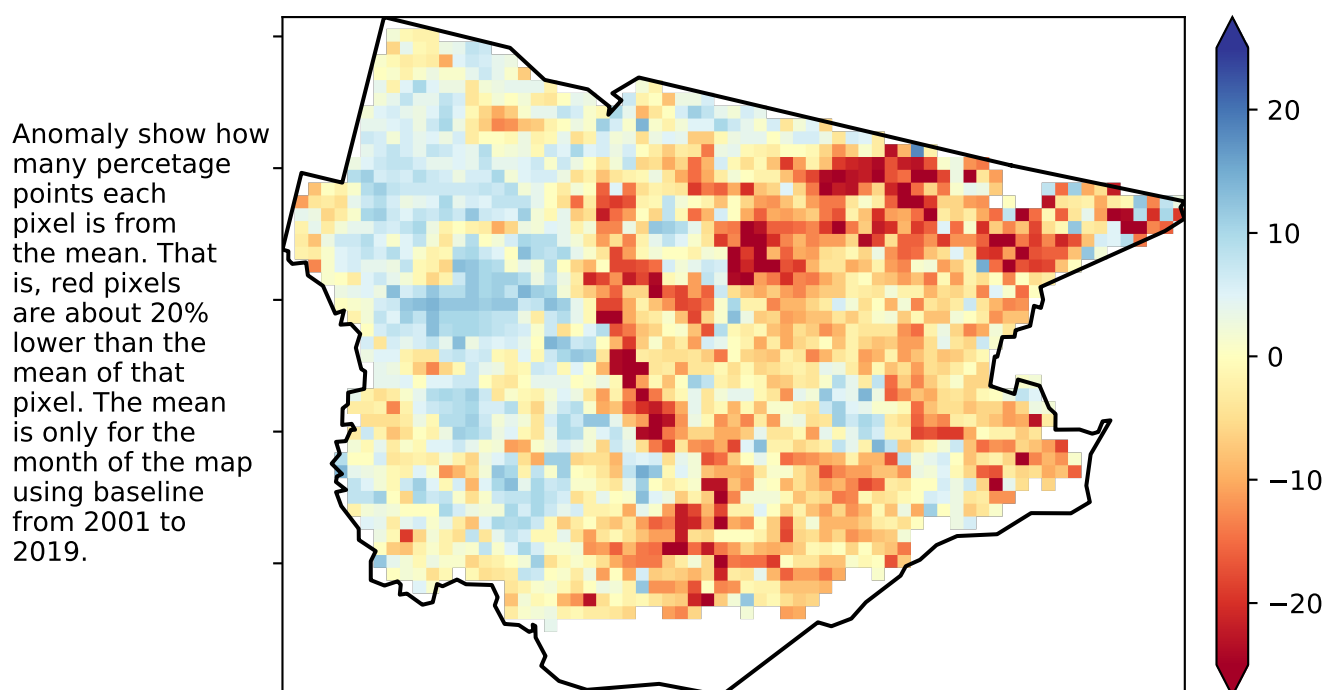 Anomaly show how
many percetage
points each
pixel is from
the mean. That
is, red pixels
are about 20%
lower than the
mean of that
pixel. The mean
is only for the
month of the map
using baseline
from 2001 to
2019.
20
10
0
−10
−20